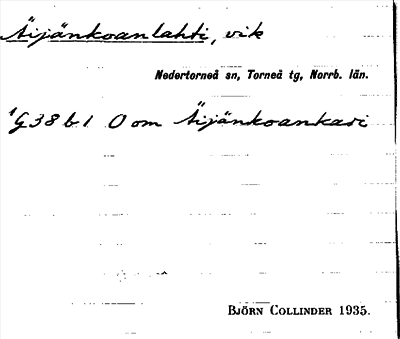 Äijänkoanlahti, vik
Nedertorneå sn, Torneå tg, Norrb. län.
¹G38b1 O om Äijänkoankari
BJÖRN COLLINDER 1935.